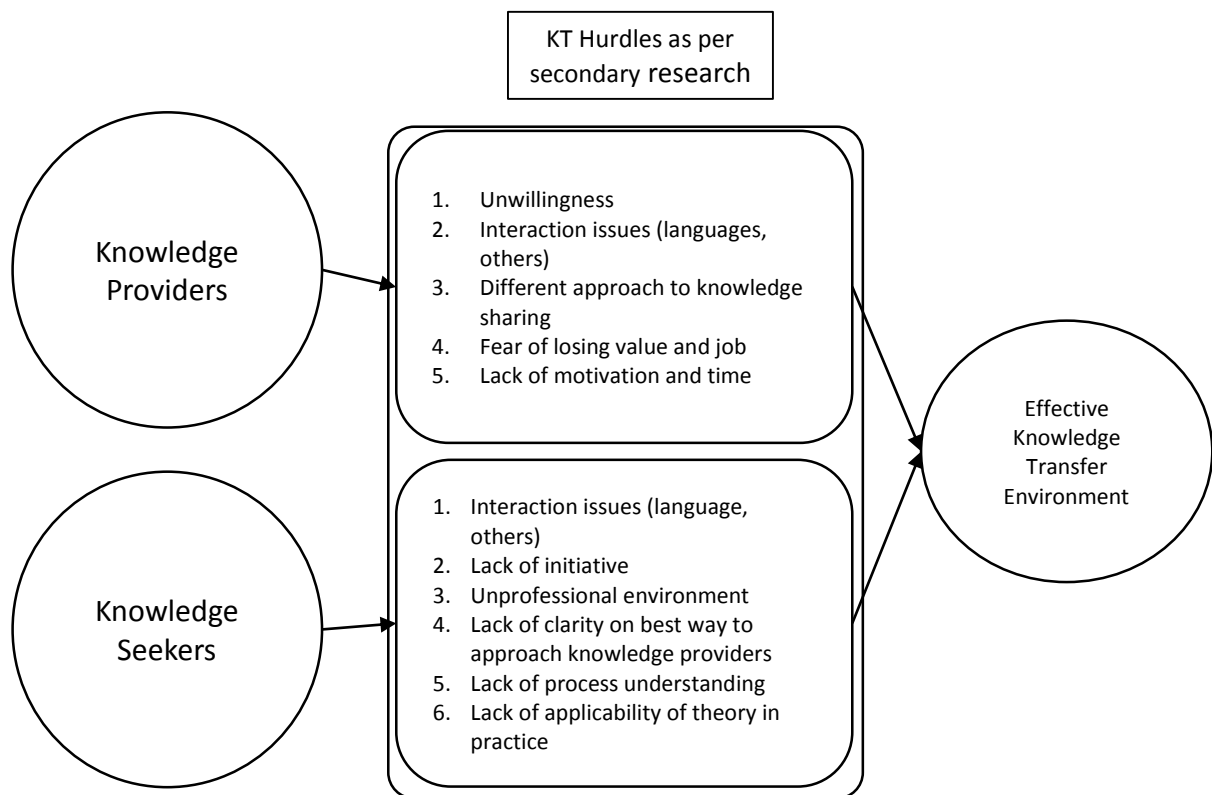 KT Hurdles as per
secondary research
Knowledge
Providers
1. Unwillingness
2. Interaction issues (languages,
others)
3. Different approach to knowledge
sharing
4. Fear of losing value and job
5. Lack of motivation and time
Knowledge
Seekers
1. Interaction issues (language,
others)
2. Lack of initiative
3. Unprofessional environment
4. Lack of clarity on best way to
approach knowledge providers
5. Lack of process understanding
6. Lack of applicability of theory in
practice
Effective
Knowledge
Transfer
Environment